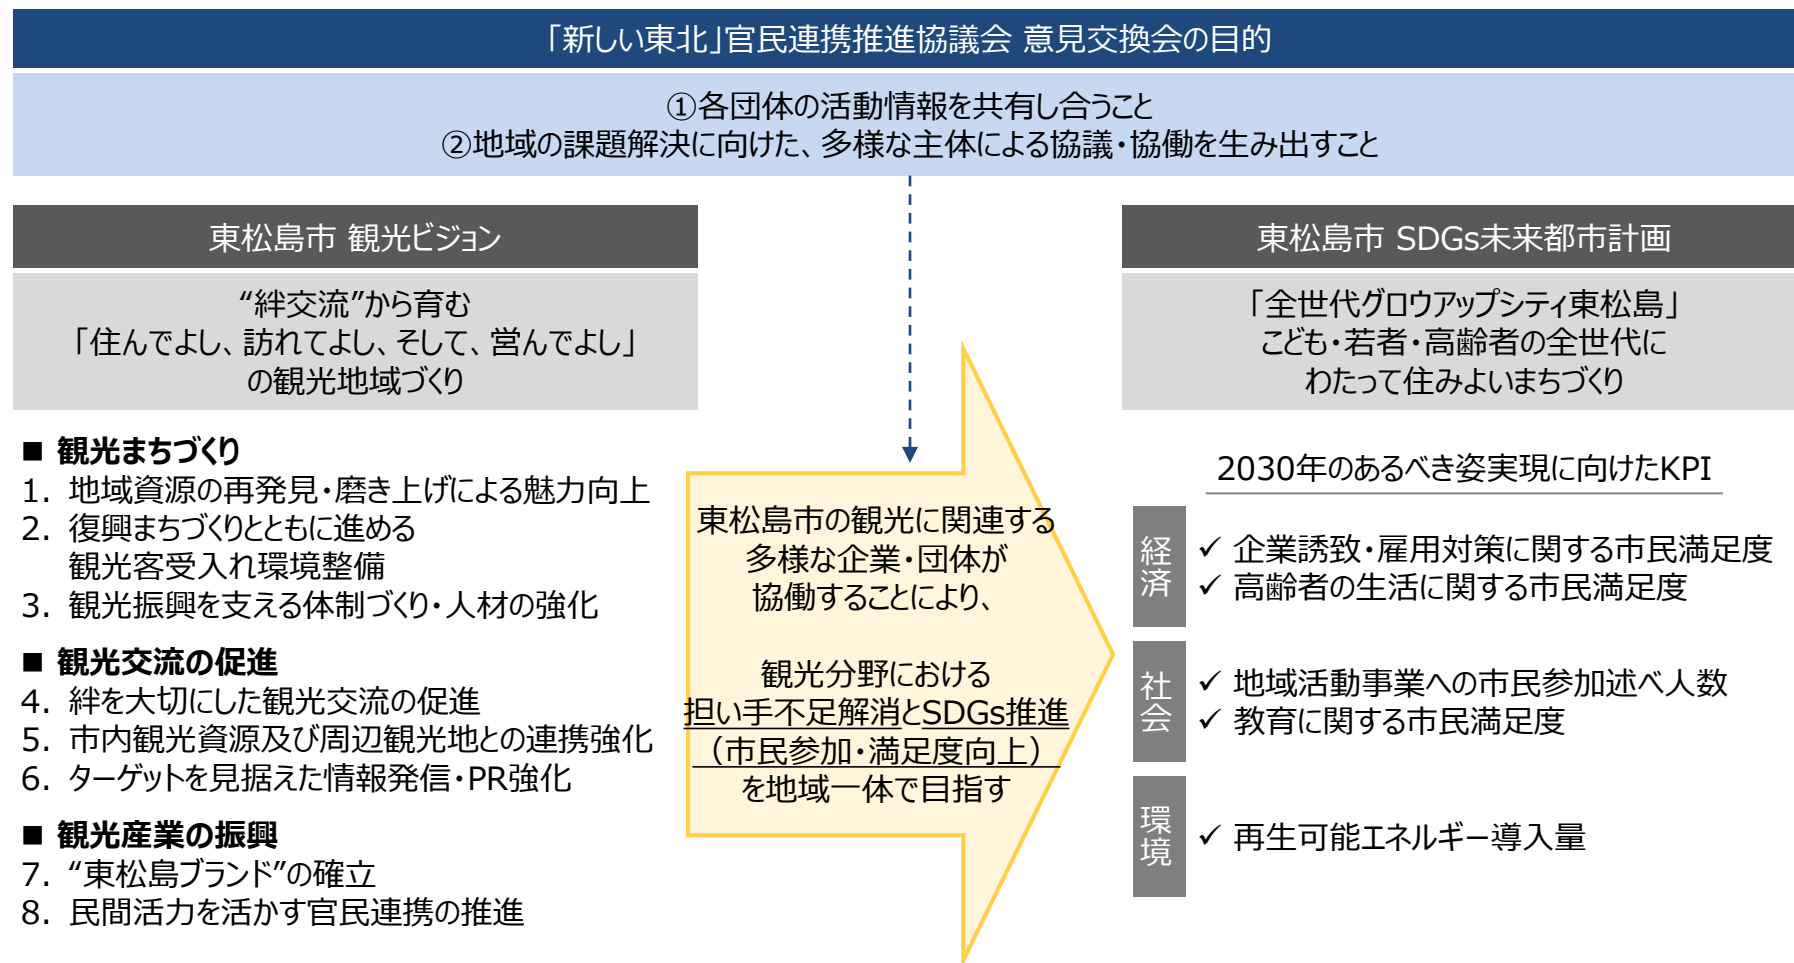 「新しい東北」官民連携推進協議会 意見交換会の目的
①各団体の活動情報を共有し合うこと
②地域の課題解決に向けた、多様な主体による協議・協働を生み出すこと
東松島市 観光ビジョン
“絆交流”から育む
「住んでよし、訪れてよし、そして、営んでよし」
の観光地域づくり
■ 観光まちづくり
1. 地域資源の再発見・磨き上げによる魅力向上
2. 復興まちづくりとともに進める
観光客受入れ環境整備
3. 観光振興を支える体制づくり・人材の強化
■ 観光交流の促進
4. 絆を大切にした観光交流の促進
5. 市内観光資源及び周辺観光地との連携強化
6. ターゲットを見据えた情報発信・PR強化
■ 観光産業の振興
7. “東松島ブランド”の確立
8. 民間活力を活かす官民連携の推進
東松島市の観光に関連する
多様な企業・団体が
協働することにより、
観光分野における
担い手不足解消とSDGs推進
（市民参加・満足度向上）
を地域一体で目指す
東松島市 SDGs未来都市計画
「全世代グロウアップシティ東松島」
こども・若者・高齢者の全世代に
わたって住みよいまちづくり
2030年のあるべき姿実現に向けたKPI
経済
✓ 企業誘致・雇用対策に関する市民満足度
✓ 高齢者の生活に関する市民満足度
社会
✓ 地域活動事業への市民参加述べ人数
✓ 教育に関する市民満足度
環境
✓ 再生可能エネルギー導入量